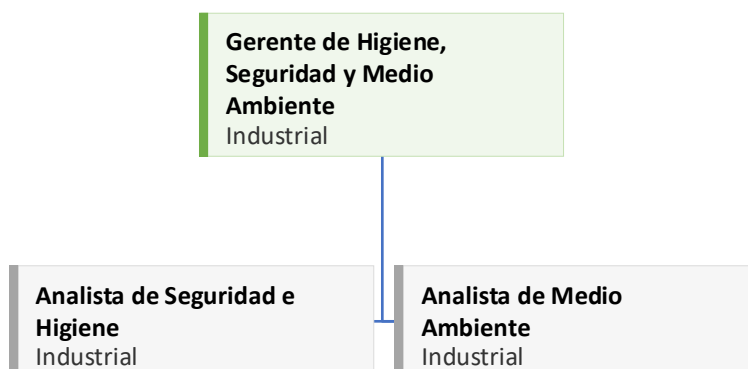 Gerente de Higiene,
Seguridad y Medio
Ambiente
Industrial
Analista de Seguridad e
Higiene
Industrial
Analista de Medio
Ambiente
Industrial